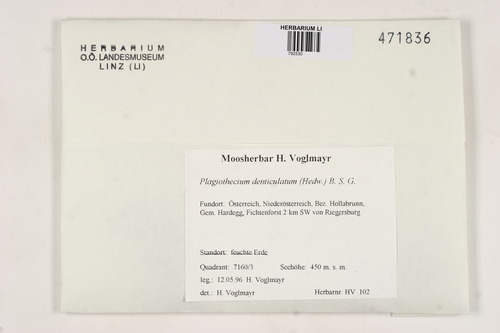 HERBARIUM
O.Ö. LANDESMUSEUM
LINZ (LI)
HERBARIUM LI
792530
471836
Moosherbar H. Voglmayr
Plagiothecium denticulatum (Hedw.) B. S. G.
Fundort: Österreich, Niederösterreich, Bez. Hollabrunn,
Gem. Hardegg, Fichtenforst 2 km SW von Riegersburg
Standort: feuchte Erde
Quadrant: 7160/3 Seehöhe: 450 m. s. m.
leg.: 12.05.96 H. Voglmayr
det.: H. Voglmayr Herbarnr. HV 102